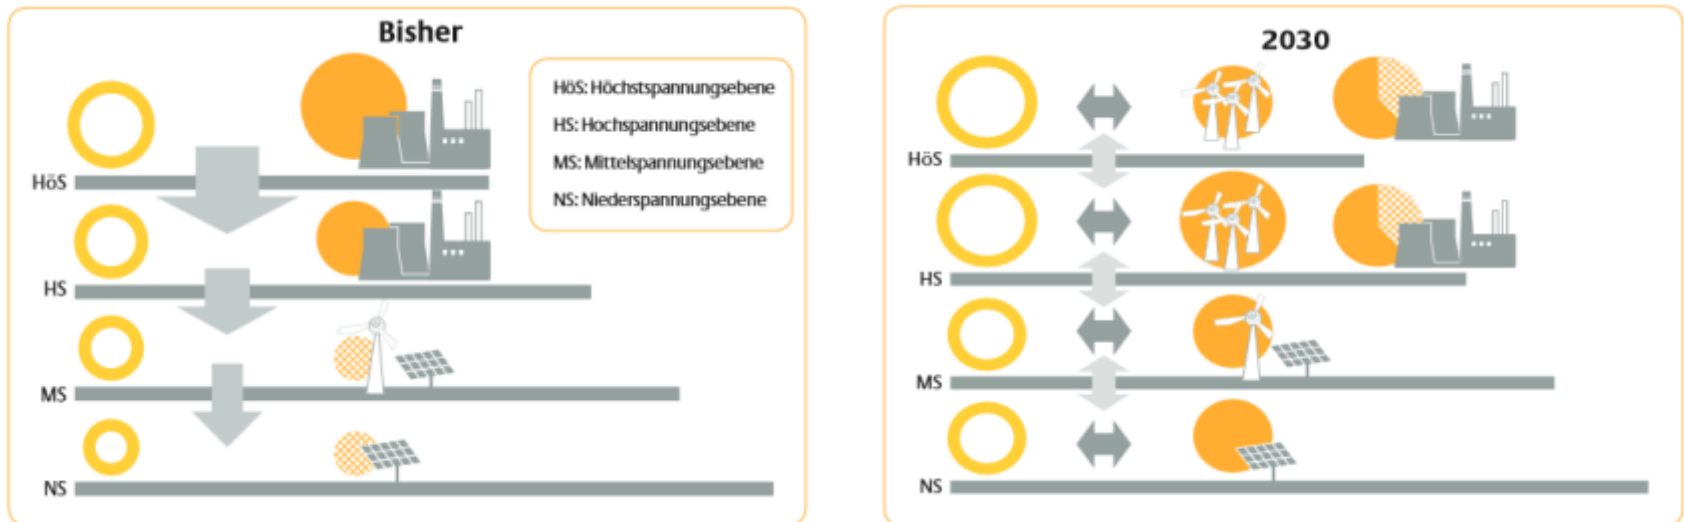 Bisher
HöS: Höchstspannungsebene
HS: Hochspannungsebene
MS: Mittelspannungsebene
NS: Niederspannungsebene
HöS
HS
MS
NS
2030
HöS
HS
MS
NS